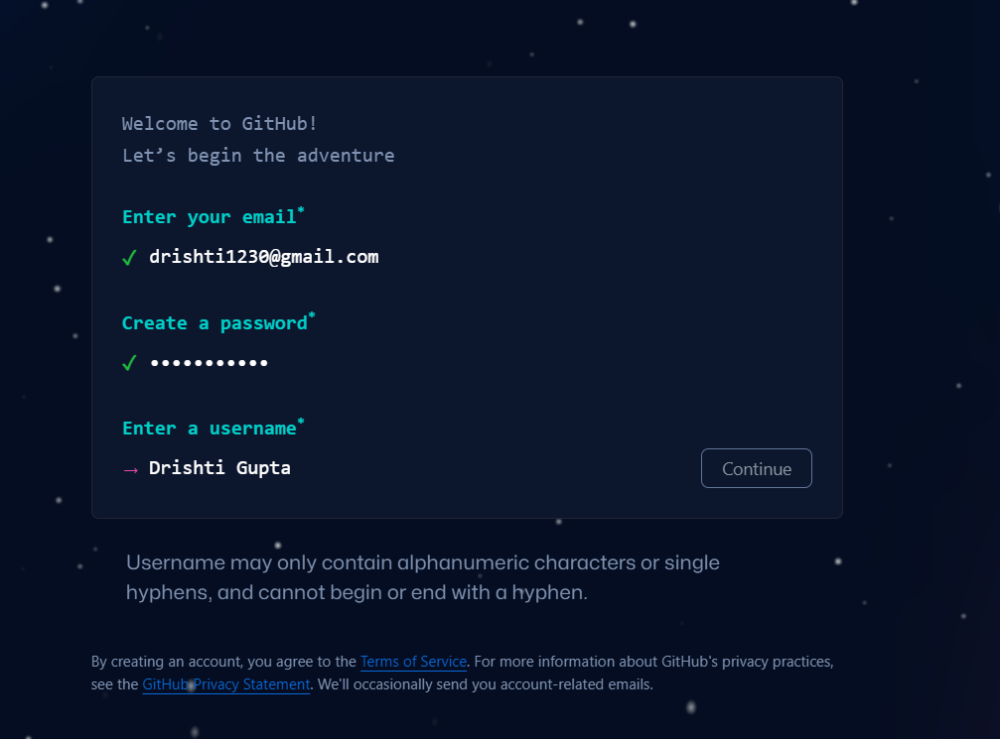 Welcome to GitHub!
Let’s begin the adventure
Enter your email*
✓ drishti1230@gmail.com
Create a password*
✓ •••••••••••
Enter a username*
→ Drishti Gupta
Continue
Username may only contain alphanumeric characters or single
hyphens, and cannot begin or end with a hyphen.
By creating an account, you agree to the Terms of Service. For more information about GitHub's privacy practices,
see the GitHub Privacy Statement. We'll occasionally send you account-related emails.